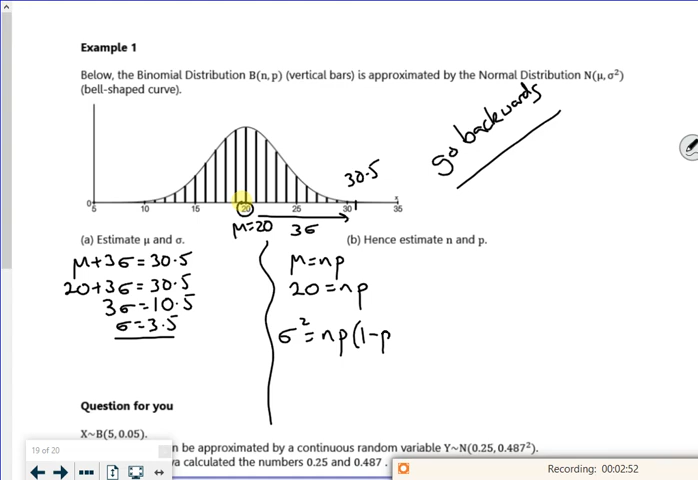 Example 1
Below, the Binomial Distribution B(n, p) (vertical bars) is approximated by the Normal Distribution N(μ, σ²)
(bell-shaped curve).
go backwards
30.5
0
5 10 15 20 25 30 35
x
μ=20 3σ
(a) Estimate μ and σ.
μ+3σ=30.5
20+3σ=30.5
3σ=10.5
σ=3.5
(b) Hence estimate n and p.
μ=np
20=np
σ²=np(1-p
Question for you
X~B(5, 0.05).
n be approximated by a continuous random variable Y~N(0.25, 0.487²).
va calculated the numbers 0.25 and 0.487 .
19 of 20
Recording: 00:02:52